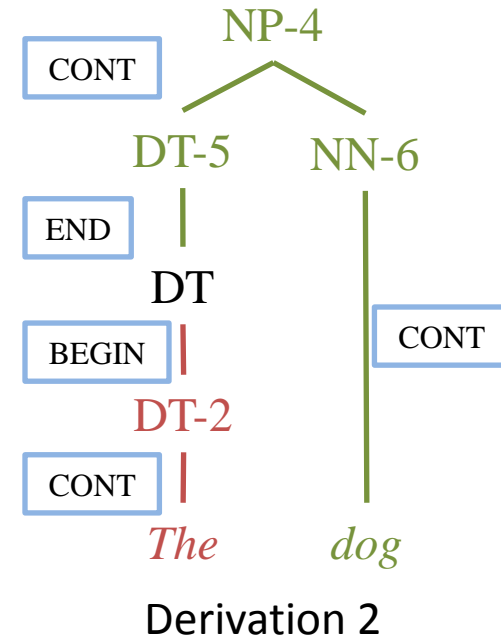 NP-4
CONT
DT-5 NN-6
END
DT
BEGIN CONT
DT-2
CONT
The dog
Derivation 2